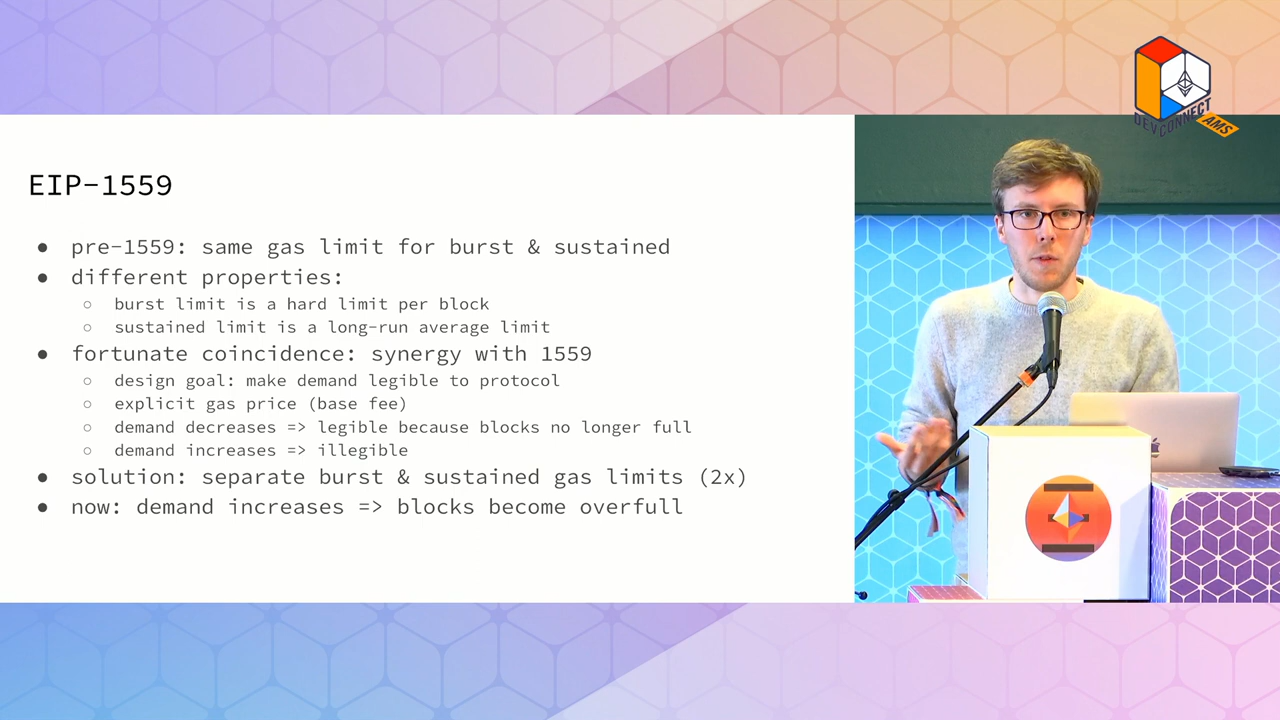 DEVCONNECT
AMS
EIP-1559
● pre-1559: same gas limit for burst & sustained
● different properties:
○ burst limit is a hard limit per block
○ sustained limit is a long-run average limit
● fortunate coincidence: synergy with 1559
○ design goal: make demand legible to protocol
○ explicit gas price (base fee)
○ demand decreases => legible because blocks no longer full
○ demand increases => illegible
● solution: separate burst & sustained gas limits (2x)
● now: demand increases => blocks become overfull